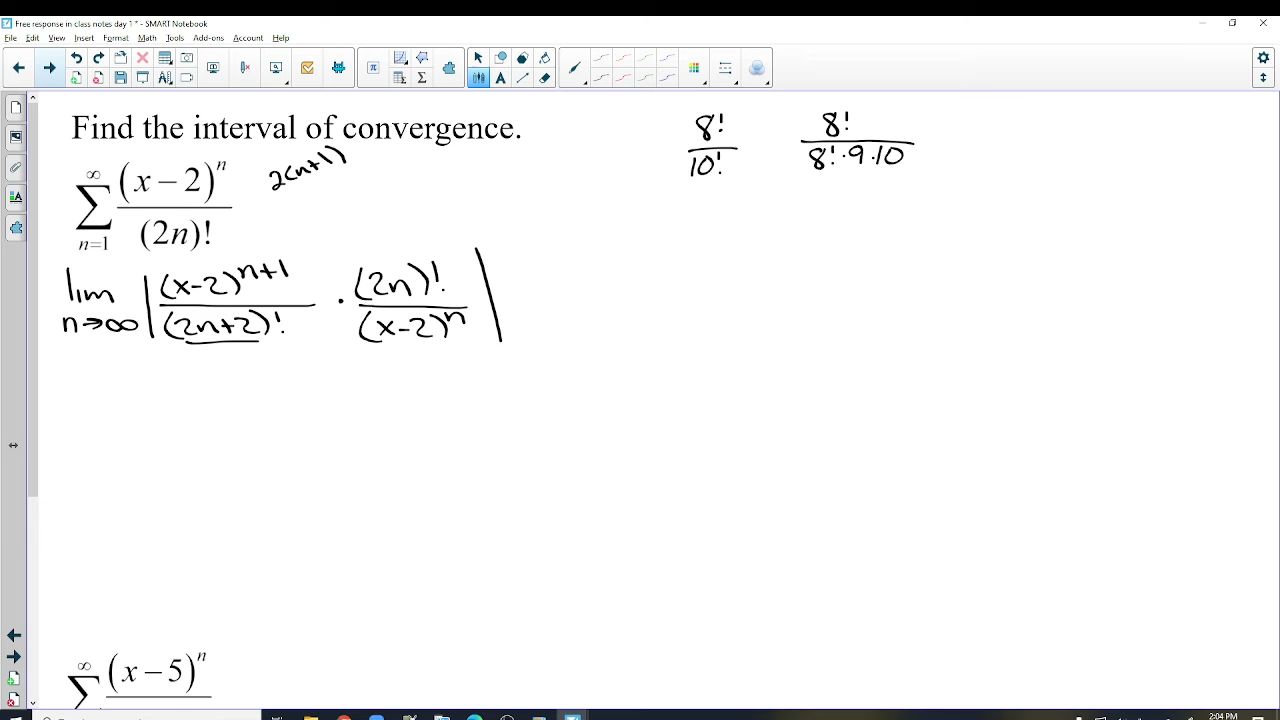 Free response in class notes day 1 * - SMART Notebook
File Edit View Insert Format Math Tools Add-ons Account Help
Find the interval of convergence.
∞
∑ (x − 2)^n / (2n)!
n=1
2(n+1)
8! / 10!
8! / 8!·9·10
lim n→∞ | (x-2)^{n+1} / (2n+2)! · (2n)! / (x-2)^n |
∞
∑ (x − 5)^n
2:04 PM